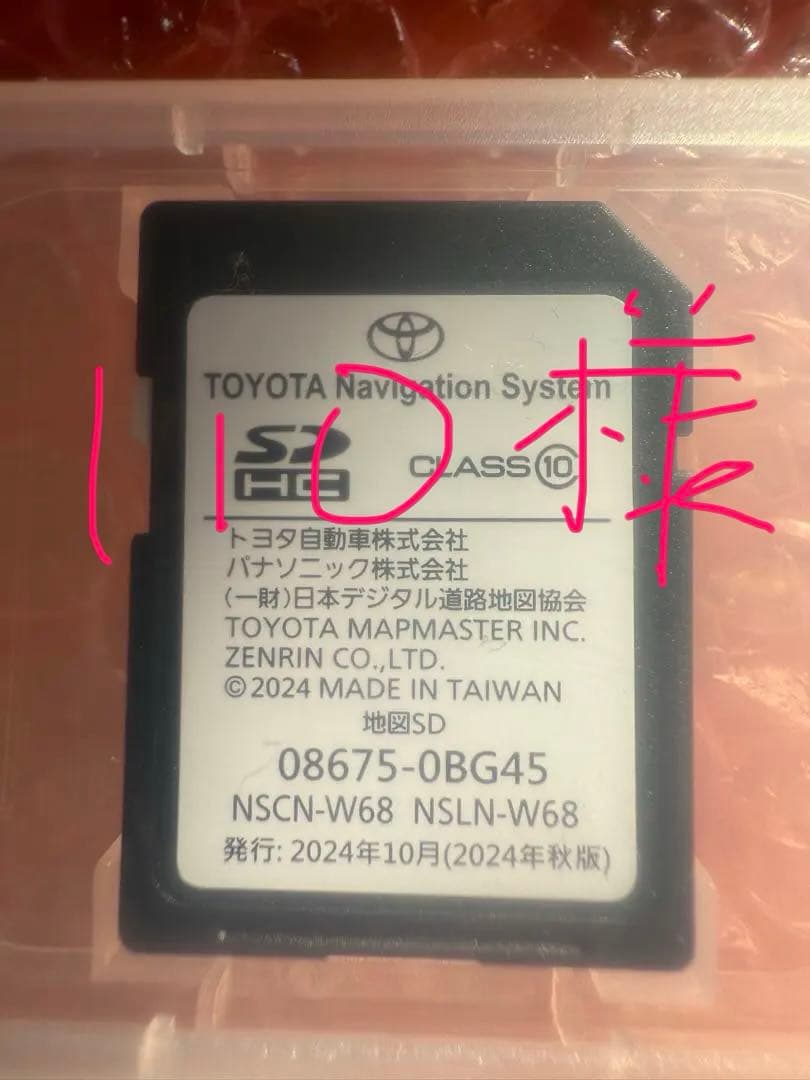 TOYOTA Navigation System
110様
SD HC CLASS10
トヨタ自動車株式会社
パナソニック株式会社
(一財)日本デジタル道路地図協会
TOYOTA MAPMASTER INC.
ZENRIN CO.,LTD.
©2024 MADE IN TAIWAN
地図SD
08675-0BG45
NSCN-W68 NSLN-W68
発行: 2024年10月(2024年秋版)